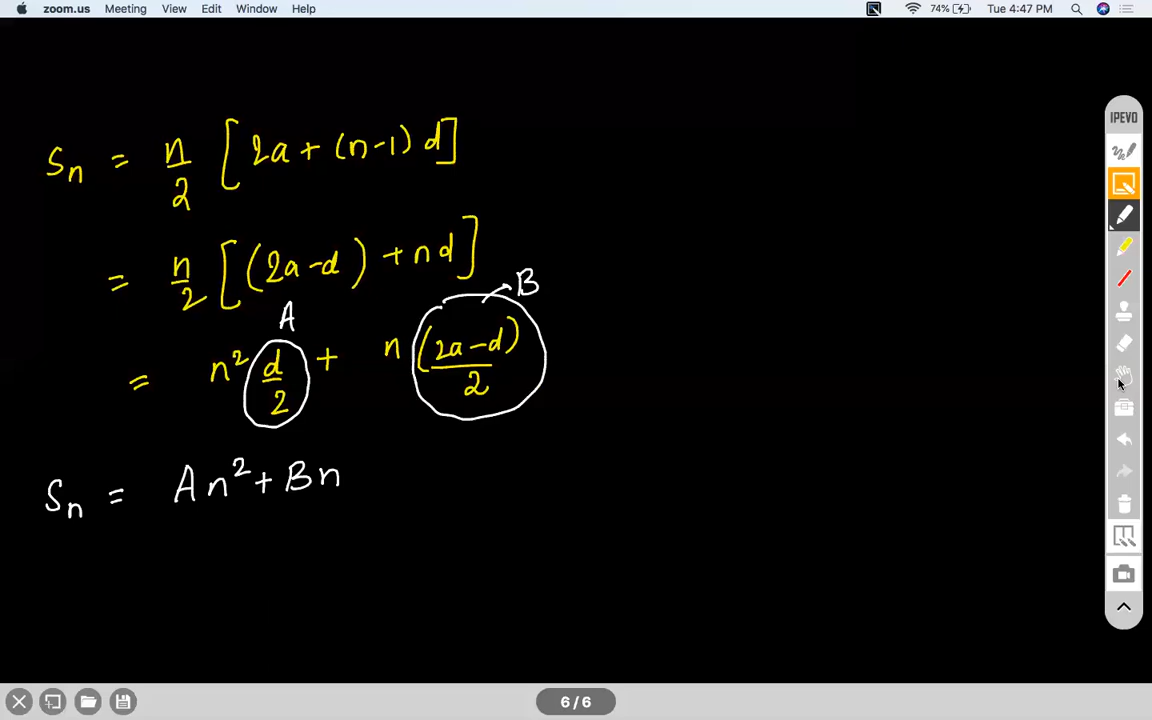 zoom.us Meeting View Edit Window Help 74% Tue 4:47 PM
IPEVO
Sn = n/2 [2a + (n-1) d]
= n/2 [(2a-d) + nd]
A B
= n² d/2 + n (2a-d)/2
Sn = An² + Bn
6 / 6